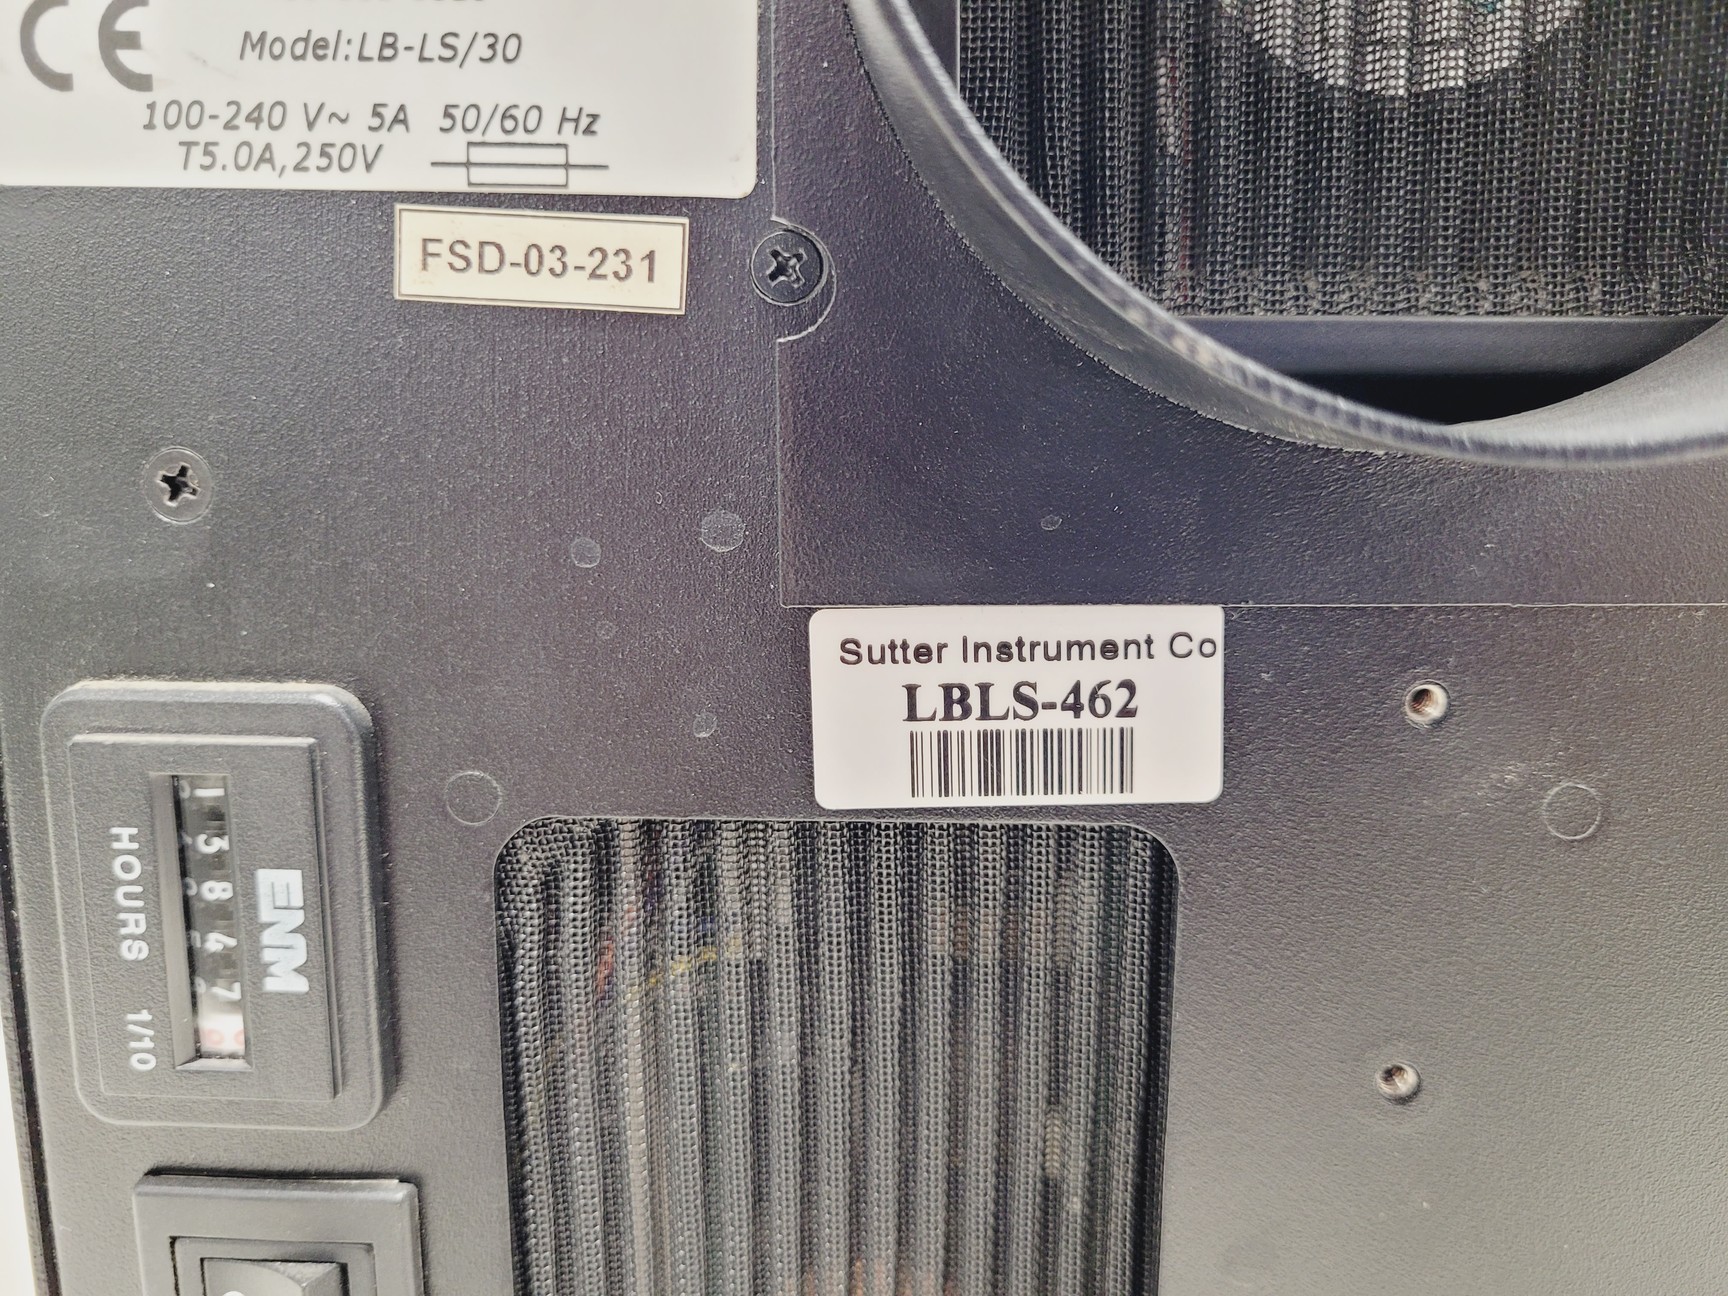 CE
Model:LB-LS/30
100-240 V~ 5A 50/60 Hz
T5.0A,250V
FSD-03-231
Sutter Instrument Co
LBLS-462
ENM
13847
HOURS 1/10